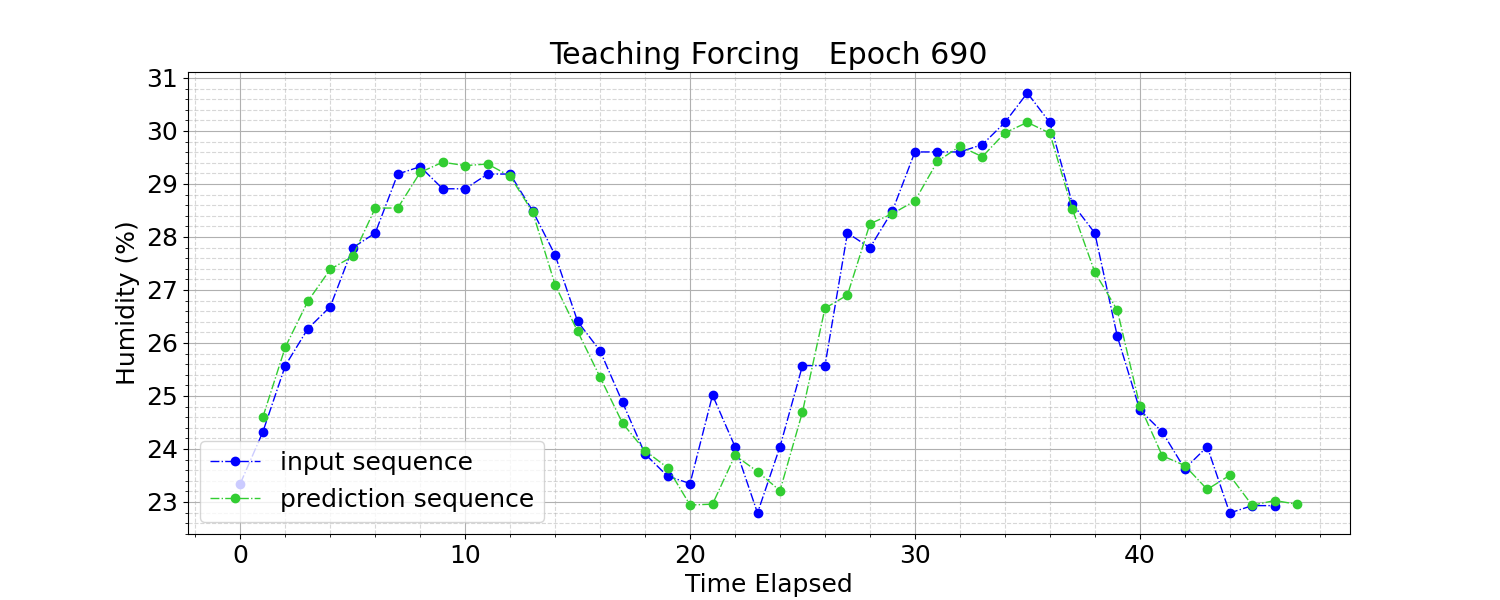 Teaching Forcing   Epoch 690
31
30
29
28
27
26
25
24
23
Humidity (%)
input sequence
prediction sequence
0 10 20 30 40
Time Elapsed